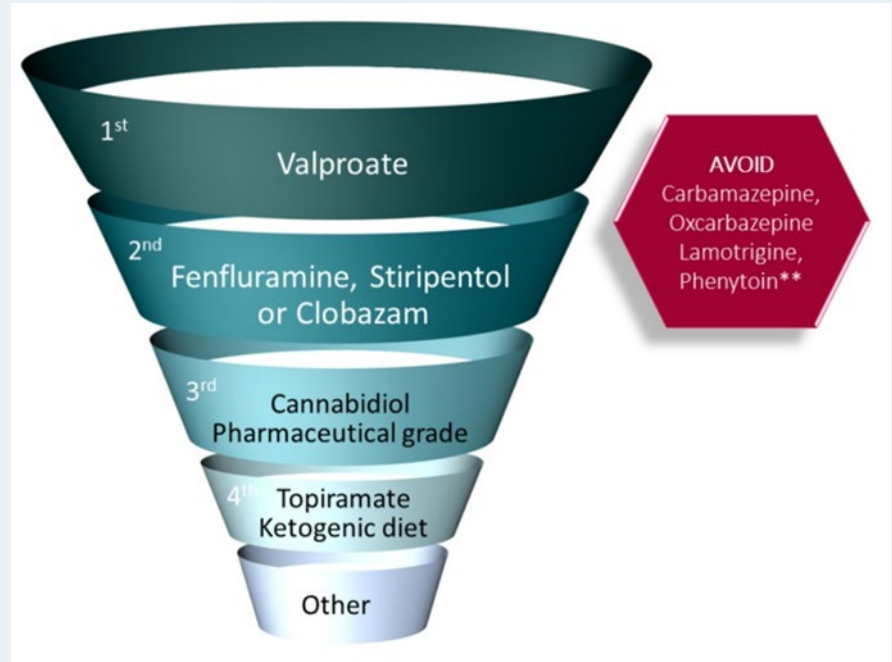 1st
Valproate
2nd
Fenfluramine, Stiripentol
or Clobazam
3rd
Cannabidiol
Pharmaceutical grade
4th
Topiramate
Ketogenic diet
Other
AVOID
Carbamazepine,
Oxcarbazepine
Lamotrigine,
Phenytoin**